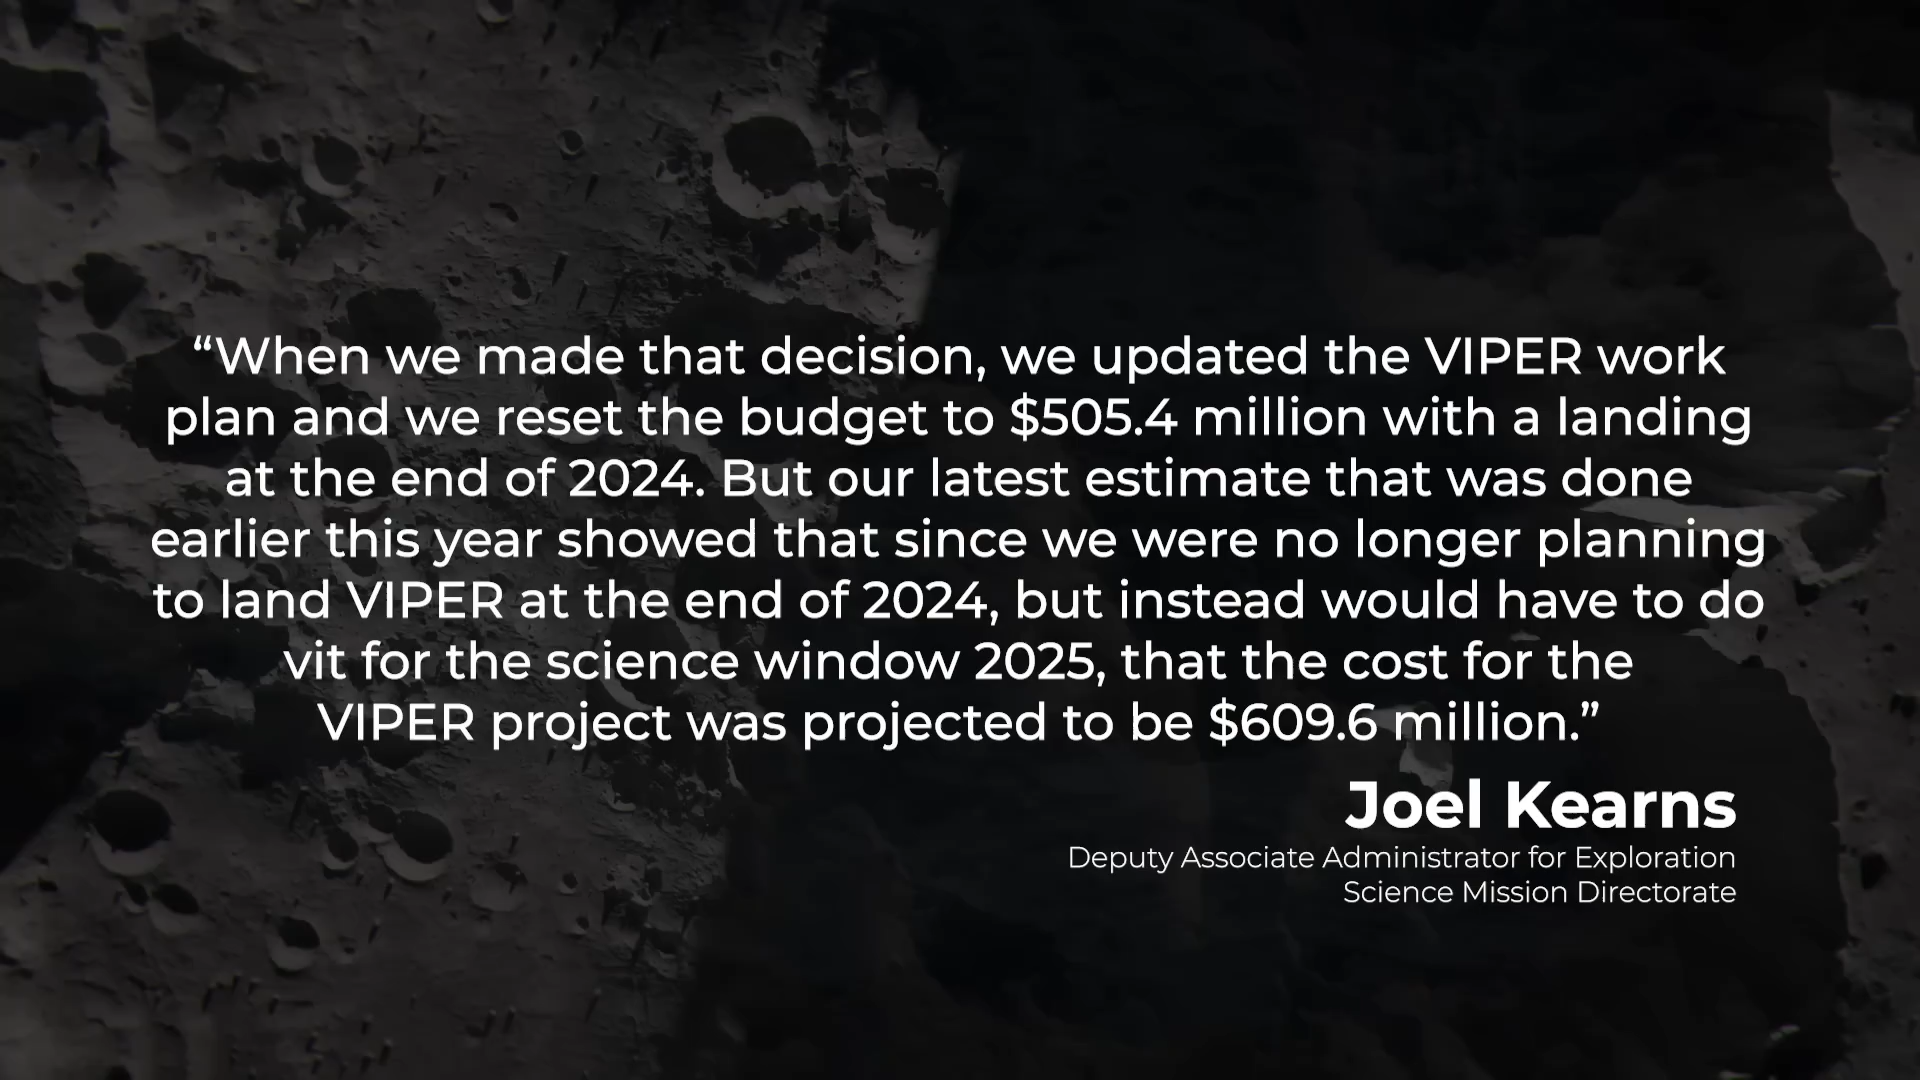 “When we made that decision, we updated the VIPER work
plan and we reset the budget to $505.4 million with a landing
at the end of 2024. But our latest estimate that was done
earlier this year showed that since we were no longer planning
to land VIPER at the end of 2024, but instead would have to do
vit for the science window 2025, that the cost for the
VIPER project was projected to be $609.6 million.”
Joel Kearns
Deputy Associate Administrator for Exploration
Science Mission Directorate